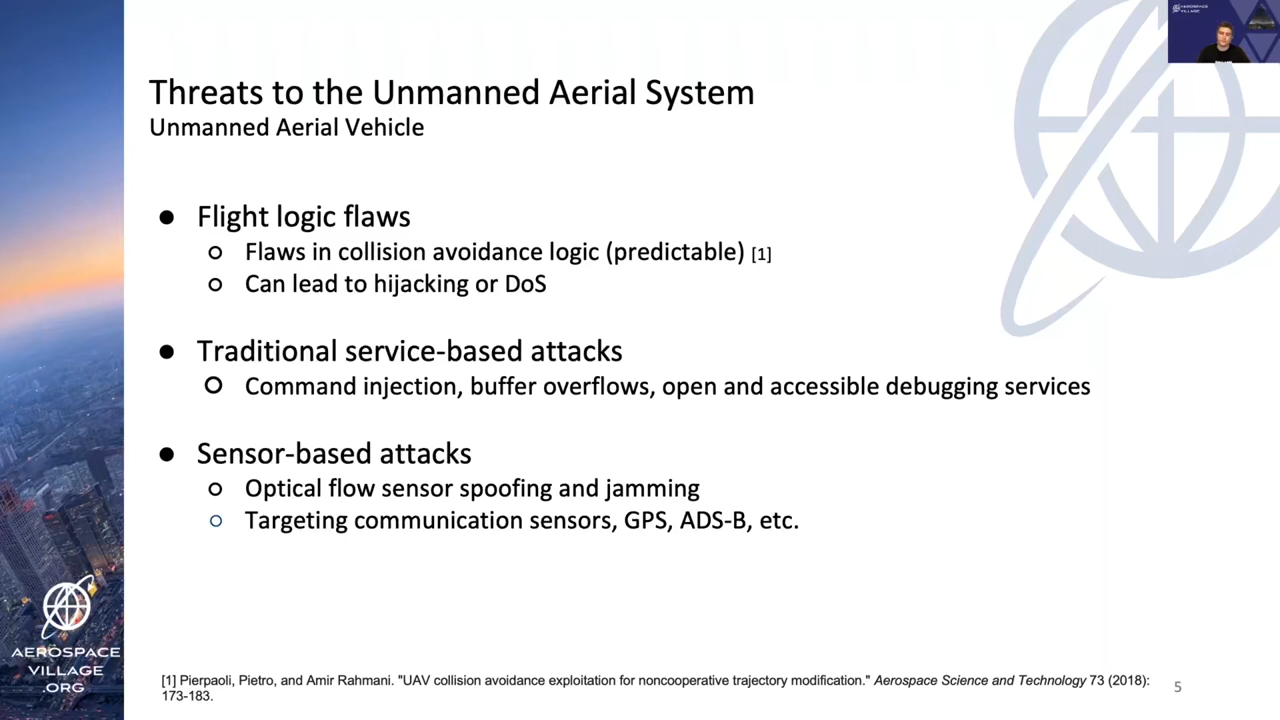 AEROSPACE
VILLAGE
Threats to the Unmanned Aerial System
Unmanned Aerial Vehicle
● Flight logic flaws
○ Flaws in collision avoidance logic (predictable) [1]
○ Can lead to hijacking or DoS
● Traditional service-based attacks
○ Command injection, buffer overflows, open and accessible debugging services
● Sensor-based attacks
○ Optical flow sensor spoofing and jamming
○ Targeting communication sensors, GPS, ADS-B, etc.
AEROSPACE
VILLAGE
.ORG
[1] Pierpaoli, Pietro, and Amir Rahmani. "UAV collision avoidance exploitation for noncooperative trajectory modification." Aerospace Science and Technology 73 (2018):
173-183.
5